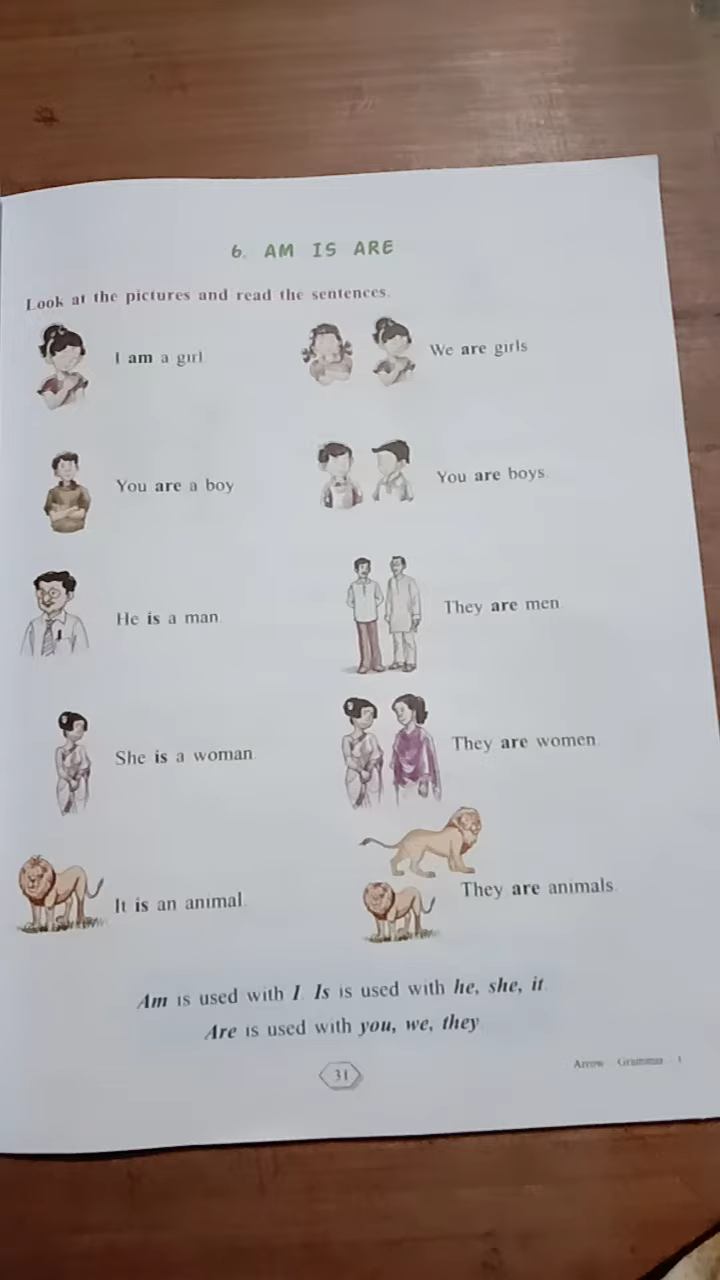 6. AM IS ARE
Look at the pictures and read the sentences.
I am a girl.
We are girls
You are a boy
You are boys.
He is a man.
They are men
She is a woman.
They are women
It is an animal.
They are animals.
Am is used with I. Is is used with he, she, it.
Are is used with you, we, they
Arrow Grammar 1
31